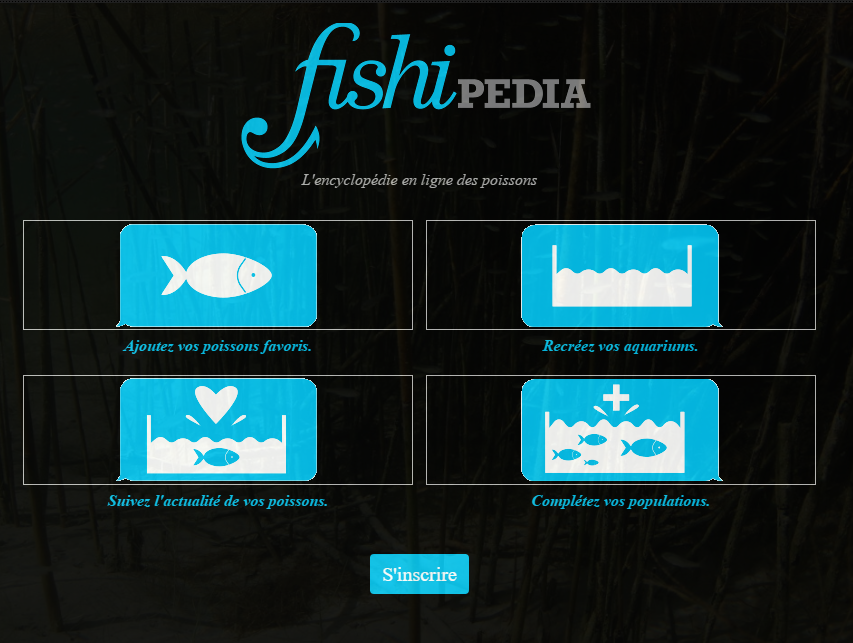 fishiPEDIA
L'encyclopédie en ligne des poissons
Ajoutez vos poissons favoris.
Recréez vos aquariums.
Suivez l'actualité de vos poissons.
Complétez vos populations.
S'inscrire